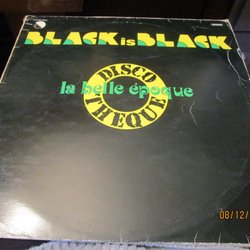 BLACK is BLACK
DISCO
la belle époque
THEQUE
08/12/